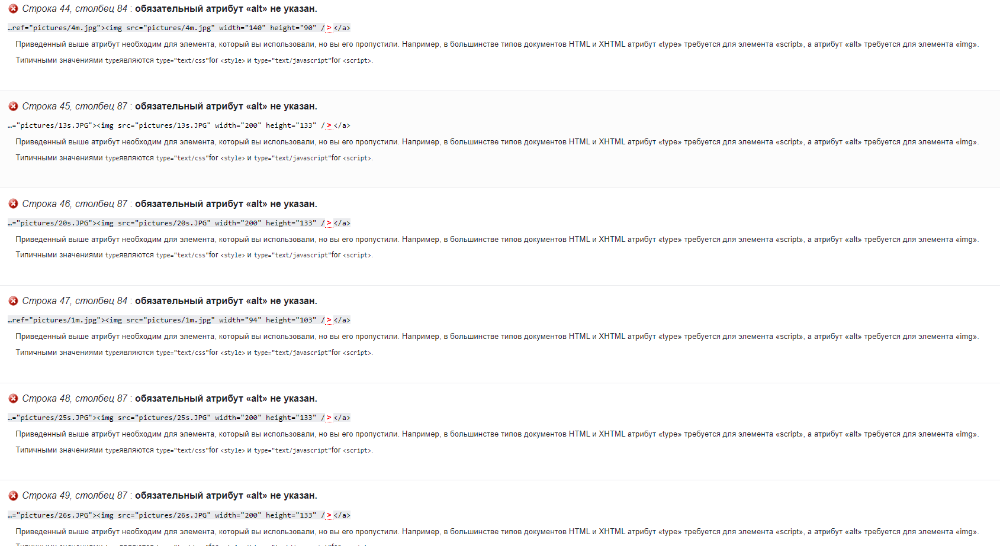 Строка 44, столбец 84 : обязательный атрибут «alt» не указан.
…ref="pictures/4m.jpg"><img src="pictures/4m.jpg" width="140" height="90" /></a>
Приведенный выше атрибут необходим для элемента, который вы использовали, но вы его пропустили. Например, в большинстве типов документов HTML и XHTML атрибут «type» требуется для элемента «script», а атрибут «alt» требуется для элемента «img».
Типичными значениями typeявляются type="text/css"for <style> и type="text/javascript"for <script>.
Строка 45, столбец 87 : обязательный атрибут «alt» не указан.
…="pictures/13s.JPG"><img src="pictures/13s.JPG" width="200" height="133" /></a>
Приведенный выше атрибут необходим для элемента, который вы использовали, но вы его пропустили. Например, в большинстве типов документов HTML и XHTML атрибут «type» требуется для элемента «script», а атрибут «alt» требуется для элемента «img».
Типичными значениями typeявляются type="text/css"for <style> и type="text/javascript"for <script>.
Строка 46, столбец 87 : обязательный атрибут «alt» не указан.
…="pictures/20s.JPG"><img src="pictures/20s.JPG" width="200" height="133" /></a>
Приведенный выше атрибут необходим для элемента, который вы использовали, но вы его пропустили. Например, в большинстве типов документов HTML и XHTML атрибут «type» требуется для элемента «script», а атрибут «alt» требуется для элемента «img».
Типичными значениями typeявляются type="text/css"for <style> и type="text/javascript"for <script>.
Строка 47, столбец 84 : обязательный атрибут «alt» не указан.
…ref="pictures/1m.jpg"><img src="pictures/1m.jpg" width="94" height="103" /></a>
Приведенный выше атрибут необходим для элемента, который вы использовали, но вы его пропустили. Например, в большинстве типов документов HTML и XHTML атрибут «type» требуется для элемента «script», а атрибут «alt» требуется для элемента «img».
Типичными значениями typeявляются type="text/css"for <style> и type="text/javascript"for <script>.
Строка 48, столбец 87 : обязательный атрибут «alt» не указан.
…="pictures/25s.JPG"><img src="pictures/25s.JPG" width="200" height="133" /></a>
Приведенный выше атрибут необходим для элемента, который вы использовали, но вы его пропустили. Например, в большинстве типов документов HTML и XHTML атрибут «type» требуется для элемента «script», а атрибут «alt» требуется для элемента «img».
Типичными значениями typeявляются type="text/css"for <style> и type="text/javascript"for <script>.
Строка 49, столбец 87 : обязательный атрибут «alt» не указан.
…="pictures/26s.JPG"><img src="pictures/26s.JPG" width="200" height="133" /></a>
Приведенный выше атрибут необходим для элемента, который вы использовали, но вы его пропустили. Например, в большинстве типов документов HTML и XHTML атрибут «type» требуется для элемента «script», а атрибут «alt» требуется для элемента «img».